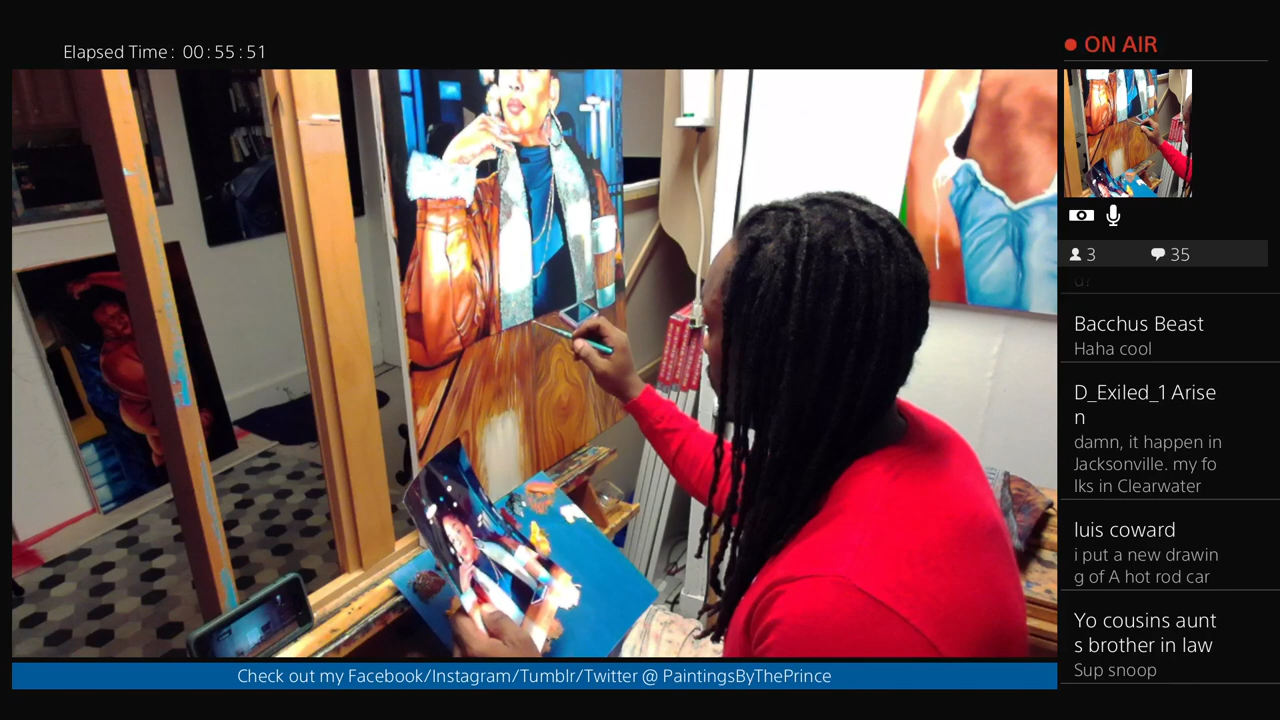 Elapsed Time: 00:55:51
ON AIR
3 35
Bacchus Beast
Haha cool
D_Exiled_1 Arise
n
damn, it happen in
Jacksonville. my fo
lks in Clearwater
luis coward
i put a new drawin
g of A hot rod car
Yo cousins aunt
s brother in law
Sup snoop
Check out my Facebook/Instagram/Tumblr/Twitter @ PaintingsByThePrince